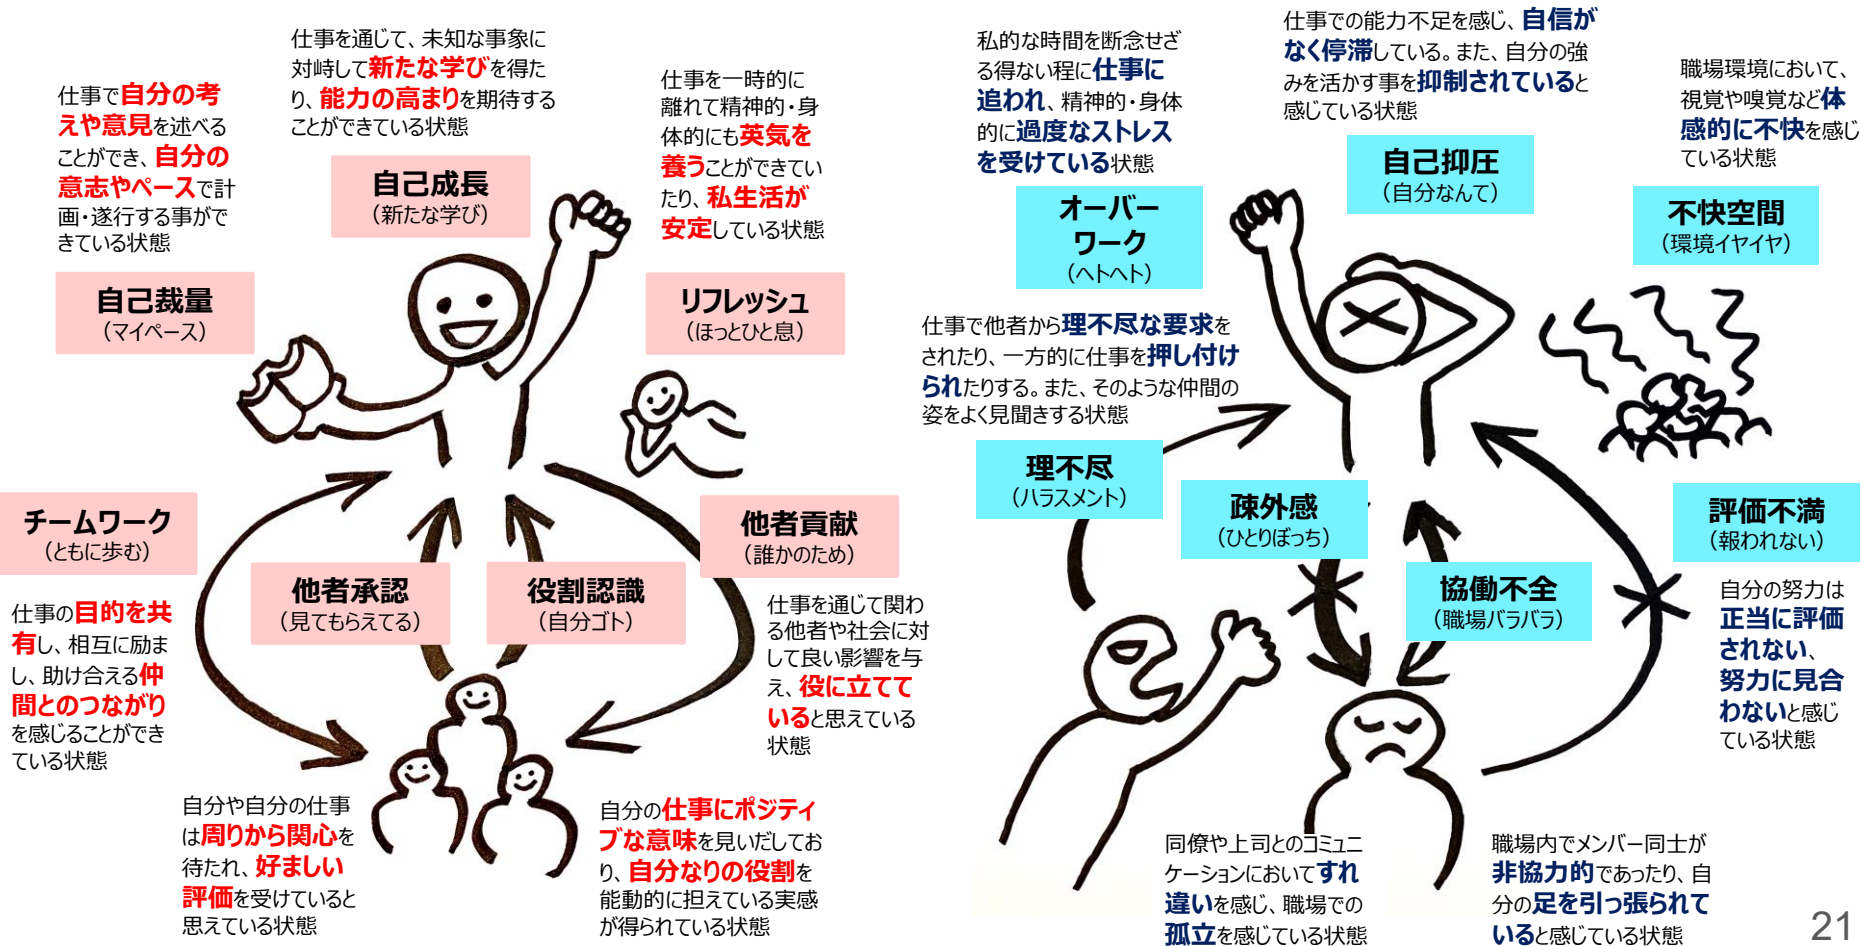 仕事を通じて、未知な事象に
対峙して新たな学びを得た
り、能力の高まりを期待する
ことができている状態
自己成長
（新たな学び）
仕事で自分の考
えや意見を述べる
ことができ、自分の
意志やペースで計
画・遂行する事がで
きている状態
自己裁量
（マイペース）
仕事を一時的に
離れて精神的・身
体的にも英気を
養うことができてい
たり、私生活が
安定している状態
リフレッシュ
（ほっとひと息）
チームワーク
（ともに歩む）
仕事の目的を共
有し、相互に励ま
し、助け合える仲
間とのつながり
を感じることができ
ている状態
他者承認
（見てもらえてる）
自分や自分の仕事
は周りから関心を
待たれ、好ましい
評価を受けていると
思えている状態
役割認識
（自分ゴト）
自分の仕事にポジティ
ブな意味を見いだしてお
り、自分なりの役割を
能動的に担えている実感
が得られている状態
他者貢献
（誰かのため）
仕事を通じて関わ
る他者や社会に対
して良い影響を与
え、役に立てて
いると思えている
状態
私的な時間を断念せざ
る得ない程に仕事に
追われ、精神的・身体
的に過度なストレス
を受けている状態
オーバー
ワーク
（ヘトヘト）
仕事での能力不足を感じ、自信が
なく停滞している。また、自分の強
みを活かす事を抑制されていると
感じている状態
自己抑圧
（自分なんて）
職場環境において、
視覚や嗅覚など体
感的に不快を感じ
ている状態
不快空間
（環境イヤイヤ）
仕事で他者から理不尽な要求を
されたり、一方的に仕事を押し付け
られたりする。また、そのような仲間の
姿をよく見聞きする状態
理不尽
（ハラスメント）
疎外感
（ひとりぼっち）
同僚や上司とのコミュニ
ケーションにおいてすれ
違いを感じ、職場での
孤立を感じている状態
協働不全
（職場バラバラ）
職場内でメンバー同士が
非協力的であったり、自
分の足を引っ張られて
いると感じている状態
評価不満
（報われない）
自分の努力は
正当に評価
されない、
努力に見合
わないと感じ
ている状態
21